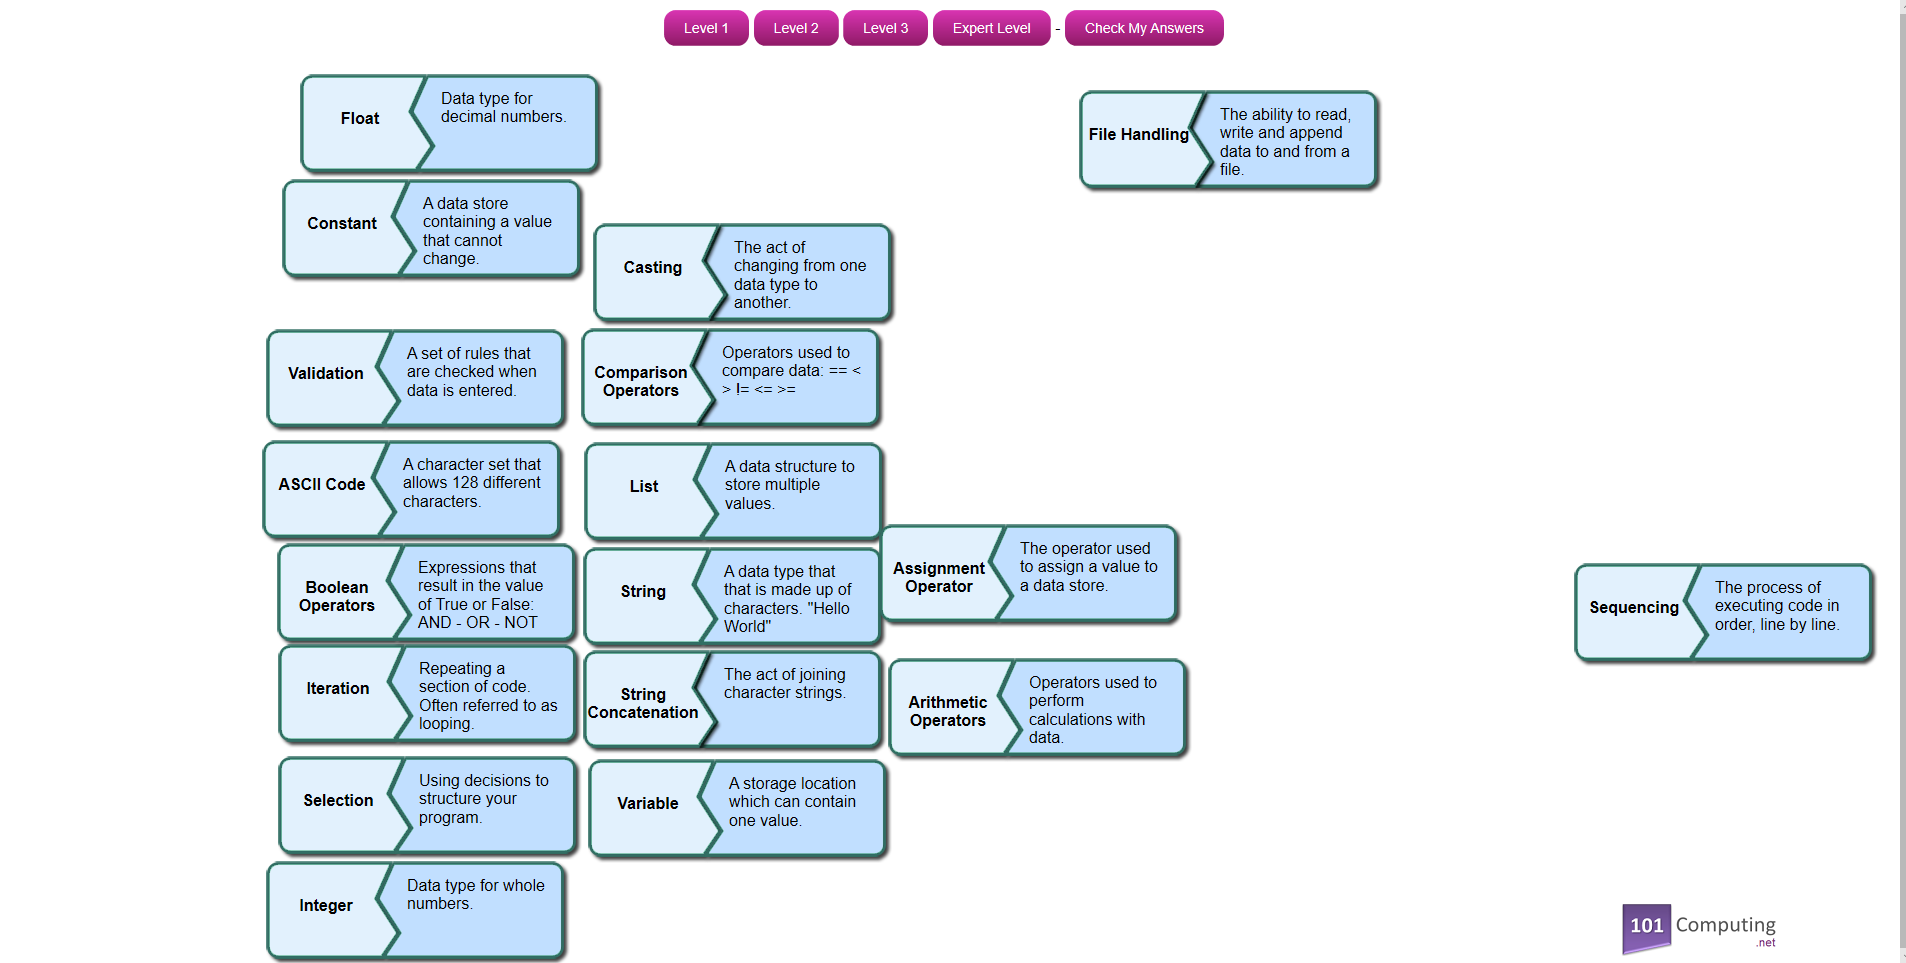 Level 1
Level 2
Level 3
Expert Level
-
Check My Answers
Float
Data type for
decimal numbers.
File Handling
The ability to read,
write and append
data to and from a
file.
Constant
A data store
containing a value
that cannot
change.
Casting
The act of
changing from one
data type to
another.
Validation
A set of rules that
are checked when
data is entered.
Comparison
Operators
Operators used to
compare data: == <
> != <= >=
ASCII Code
A character set that
allows 128 different
characters.
List
A data structure to
store multiple
values.
Boolean
Operators
Expressions that
result in the value
of True or False:
AND - OR - NOT
String
A data type that
that is made up of
characters. "Hello
World"
Assignment
Operator
The operator used
to assign a value to
a data store.
Sequencing
The process of
executing code in
order, line by line.
Iteration
Repeating a
section of code.
Often referred to as
looping.
String
Concatenation
The act of joining
character strings.
Arithmetic
Operators
Operators used to
perform
calculations with
data.
Selection
Using decisions to
structure your
program.
Variable
A storage location
which can contain
one value.
Integer
Data type for whole
numbers.
101 Computing
.net